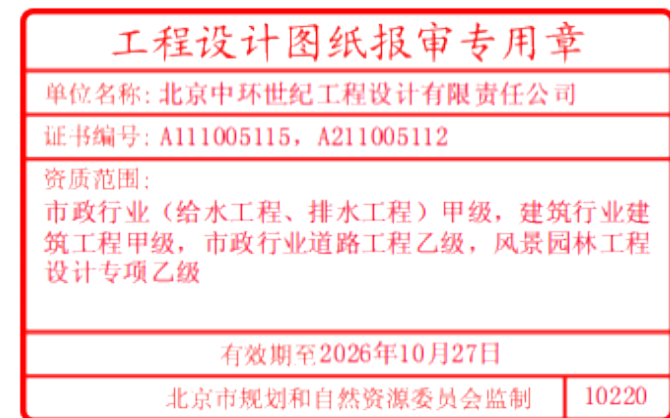 工程设计图纸报审专用章
单位名称: 北京中环世纪工程设计有限责任公司
证书编号: A111005115, A211005112
资质范围:
市政行业（给水工程、排水工程）甲级，建筑行业建
筑工程甲级，市政行业道路工程乙级，风景园林工程
设计专项乙级
有效期至2026年10月27日
北京市规划和自然资源委员会监制 10220